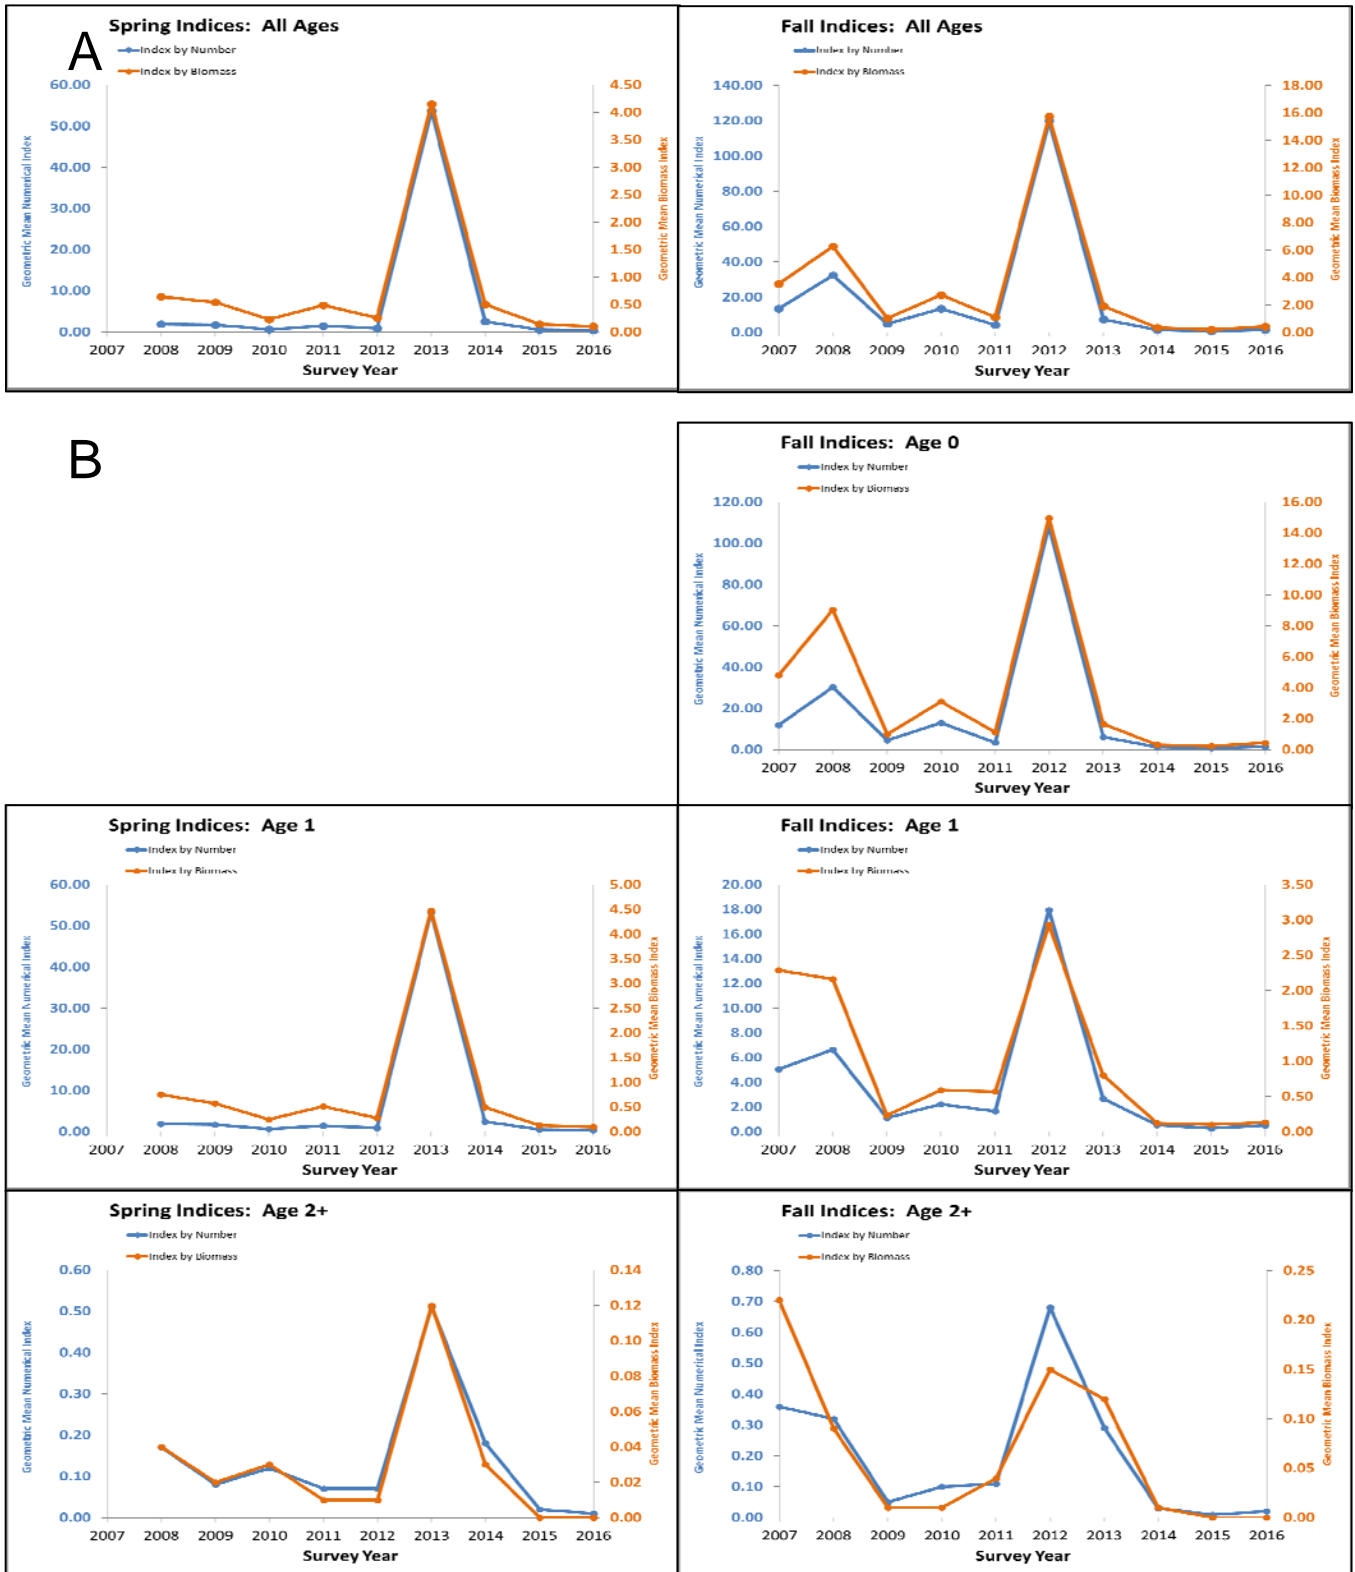 A
Spring Indices: All Ages
Index by Number
Index by Biomass
Geometric Mean Numerical Index
60.00
50.00
40.00
30.00
20.00
10.00
0.00
4.50
4.00
3.50
3.00
2.50
2.00
1.50
1.00
0.50
0.00
Geometric Mean Biomass Index
2007 2008 2009 2010 2011 2012 2013 2014 2015 2016
Survey Year
Fall Indices: All Ages
Index by Number
Index by Biomass
Geometric Mean Numerical Index
140.00
120.00
100.00
80.00
60.00
40.00
20.00
0.00
18.00
16.00
14.00
12.00
10.00
8.00
6.00
4.00
2.00
0.00
Geometric Mean Biomass Index
2007 2008 2009 2010 2011 2012 2013 2014 2015 2016
Survey Year
B
Fall Indices: Age 0
Index by Number
Index by Biomass
Geometric Mean Numerical Index
120.00
100.00
80.00
60.00
40.00
20.00
0.00
16.00
14.00
12.00
10.00
8.00
6.00
4.00
2.00
0.00
Geometric Mean Biomass Index
2007 2008 2009 2010 2011 2012 2013 2014 2015 2016
Survey Year
Spring Indices: Age 1
Index by Number
Index by Biomass
Geometric Mean Numerical Index
60.00
50.00
40.00
30.00
20.00
10.00
0.00
5.00
4.50
4.00
3.50
3.00
2.50
2.00
1.50
1.00
0.50
0.00
Geometric Mean Biomass Index
2007 2008 2009 2010 2011 2012 2013 2014 2015 2016
Survey Year
Fall Indices: Age 1
Index by Number
Index by Biomass
Geometric Mean Numerical Index
20.00
18.00
16.00
14.00
12.00
10.00
8.00
6.00
4.00
2.00
0.00
3.50
3.00
2.50
2.00
1.50
1.00
0.50
0.00
Geometric Mean Biomass Index
2007 2008 2009 2010 2011 2012 2013 2014 2015 2016
Survey Year
Spring Indices: Age 2+
Index by Number
Index by Biomass
Geometric Mean Numerical Index
0.60
0.50
0.40
0.30
0.20
0.10
0.00
0.14
0.12
0.10
0.08
0.06
0.04
0.02
0.00
Geometric Mean Biomass Index
2007 2008 2009 2010 2011 2012 2013 2014 2015 2016
Survey Year
Fall Indices: Age 2+
Index by Number
Index by Biomass
Geometric Mean Numerical Index
0.80
0.70
0.60
0.50
0.40
0.30
0.20
0.10
0.00
0.25
0.20
0.15
0.10
0.05
0.00
Geometric Mean Biomass Index
2007 2008 2009 2010 2011 2012 2013 2014 2015 2016
Survey Year